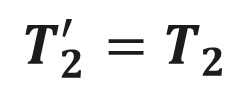 T′₂ = T₂